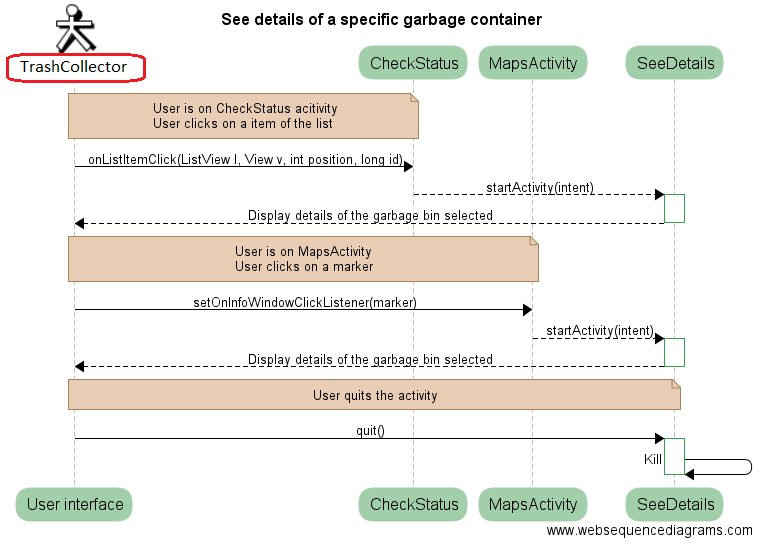 See details of a specific garbage container
TrashCollector
CheckStatus
MapsActivity
SeeDetails
User is on CheckStatus acitivity
User clicks on a item of the list
onListItemClick(ListView l, View v, int position, long id)
startActivity(intent)
Display details of the garbage bin selected
User is on MapsActivity
User clicks on a marker
setOnInfoWindowClickListener(marker)
startActivity(intent)
Display details of the garbage bin selected
User quits the activity
quit()
Kill
User interface
CheckStatus
MapsActivity
SeeDetails
www.websequencediagrams.com